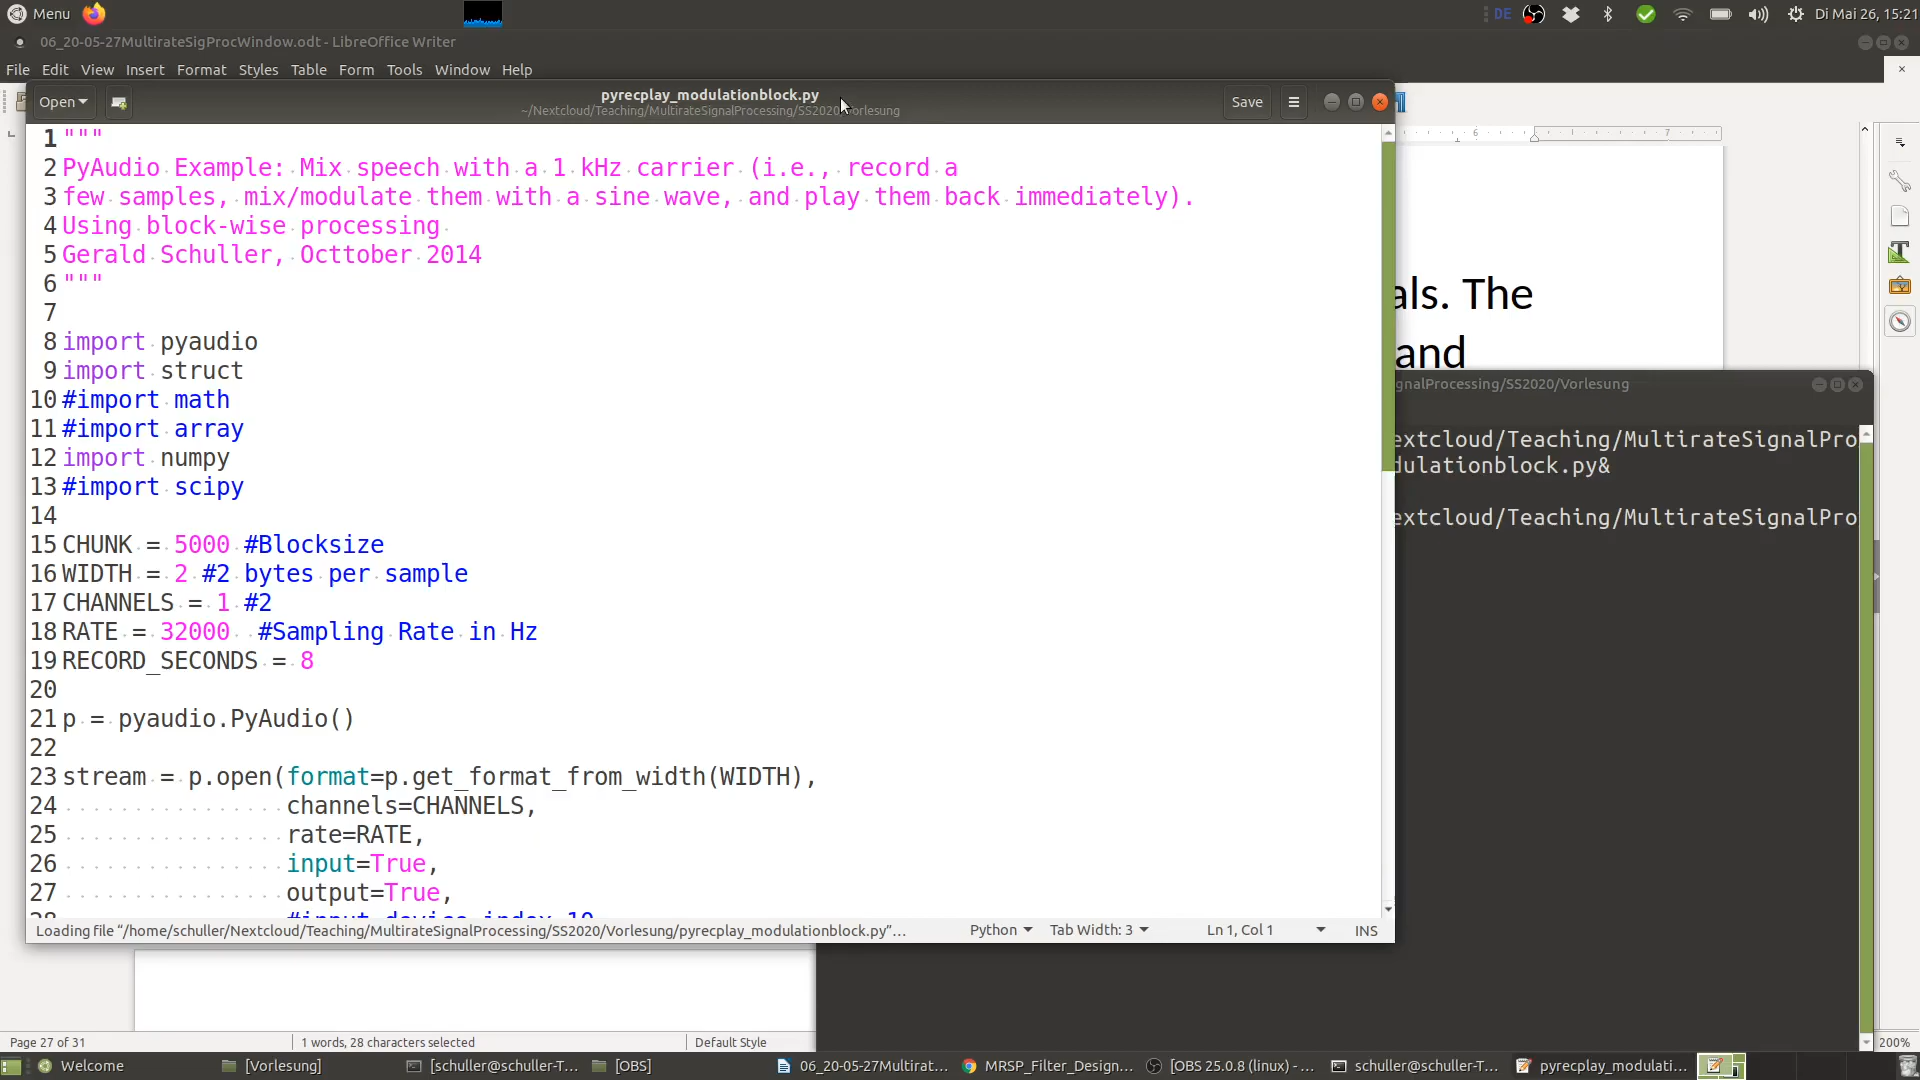 Menu
DE
Di Mai 26, 15:21
06_20-05-27MultirateSigProcWindow.odt - LibreOffice Writer
File Edit View Insert Format Styles Table Form Tools Window Help
Open
pyrecplay_modulationblock.py
~/Nextcloud/Teaching/MultirateSignalProcessing/SS2020/Vorlesung
Save
6 7
1 """
2 PyAudio Example: Mix speech with a 1 kHz carrier (i.e., record a
3 few samples, mix/modulate them with a sine wave, and play them back immediately).
4 Using block-wise processing
5 Gerald Schuller, Octtober 2014
6 """
7
8 import pyaudio
9 import struct
10 #import math
11 #import array
12 import numpy
13 #import scipy
14
15 CHUNK = 5000 #Blocksize
16 WIDTH = 2 #2 bytes per sample
17 CHANNELS = 1 #2
18 RATE = 32000 #Sampling Rate in Hz
19 RECORD_SECONDS = 8
20
21 p = pyaudio.PyAudio()
22
23 stream = p.open(format=p.get_format_from_width(WIDTH),
24 channels=CHANNELS,
25 rate=RATE,
26 input=True,
27 output=True,
28 #input_device_index=10
als. The
and
gnalProcessing/SS2020/Vorlesung
extcloud/Teaching/MultirateSignalPro
dulationblock.py&
extcloud/Teaching/MultirateSignalPro
Loading file “/home/schuller/Nextcloud/Teaching/MultirateSignalProcessing/SS2020/Vorlesung/pyrecplay_modulationblock.py”…
Python Tab Width: 3 Ln 1, Col 1 INS
Page 27 of 31 1 words, 28 characters selected Default Style 200%
Welcome [Vorlesung] [schuller@schuller-T... [OBS] 06_20-05-27Multirat... MRSP_Filter_Design... [OBS 25.0.8 (linux) -... schuller@schuller-T... pyrecplay_modulati...